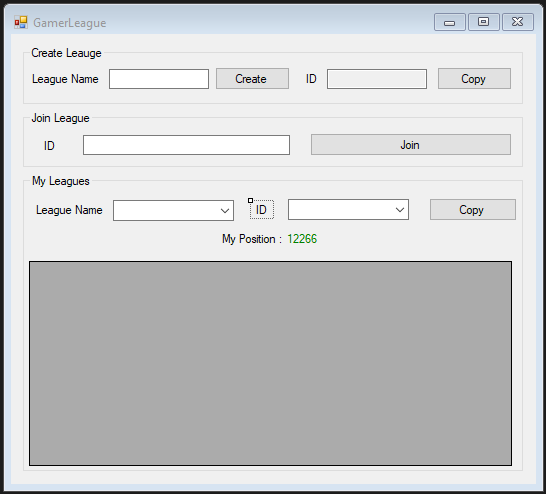 GamerLeague
Create Leauge
League Name Create ID Copy
Join League
ID Join
My Leagues
League Name ID Copy
My Position : 12266